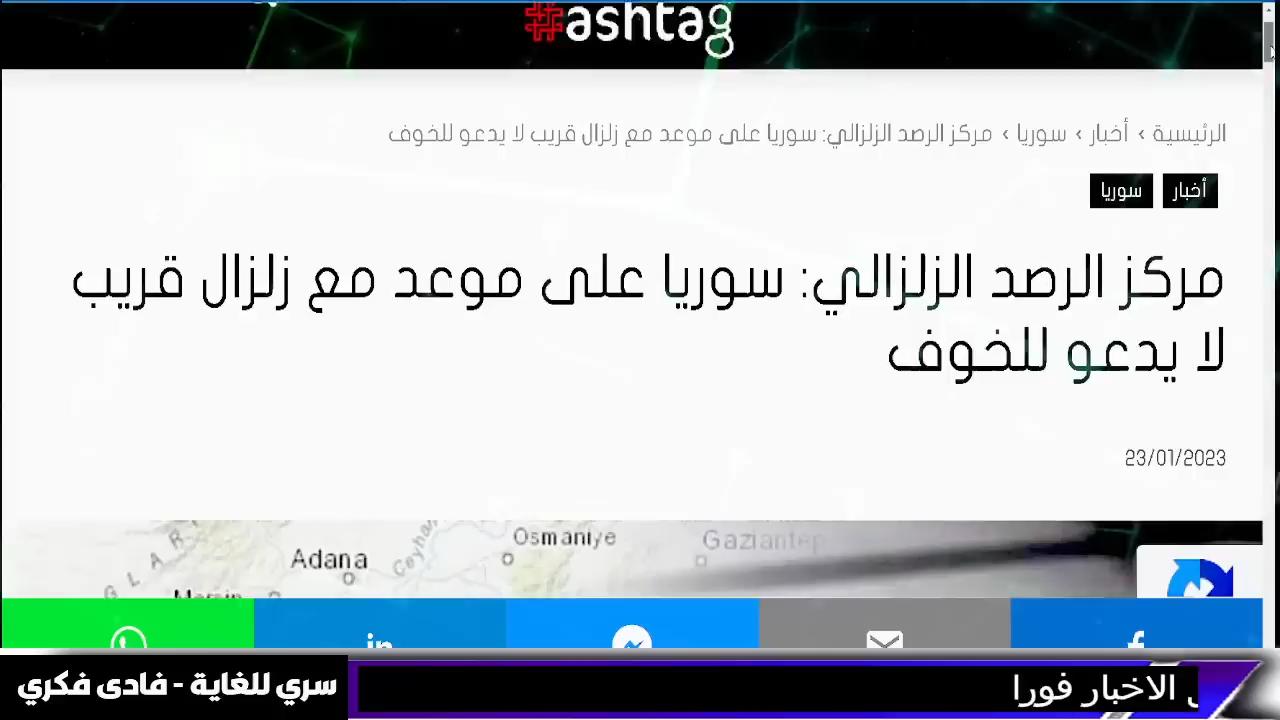 #ashtag
الرئيسية › أخبار › سوريا › مركز الرصد الزلزالي: سوريا على موعد مع زلزال قريب لا يدعو للخوف
أخبار
سوريا
مركز الرصد الزلزالي: سوريا على موعد مع زلزال قريب
لا يدعو للخوف
23/01/2023
Osmaniye
Gaziantep
Adana
Ceyhan
in
f
الاخبار فورا
سري للغاية - فادى فكري